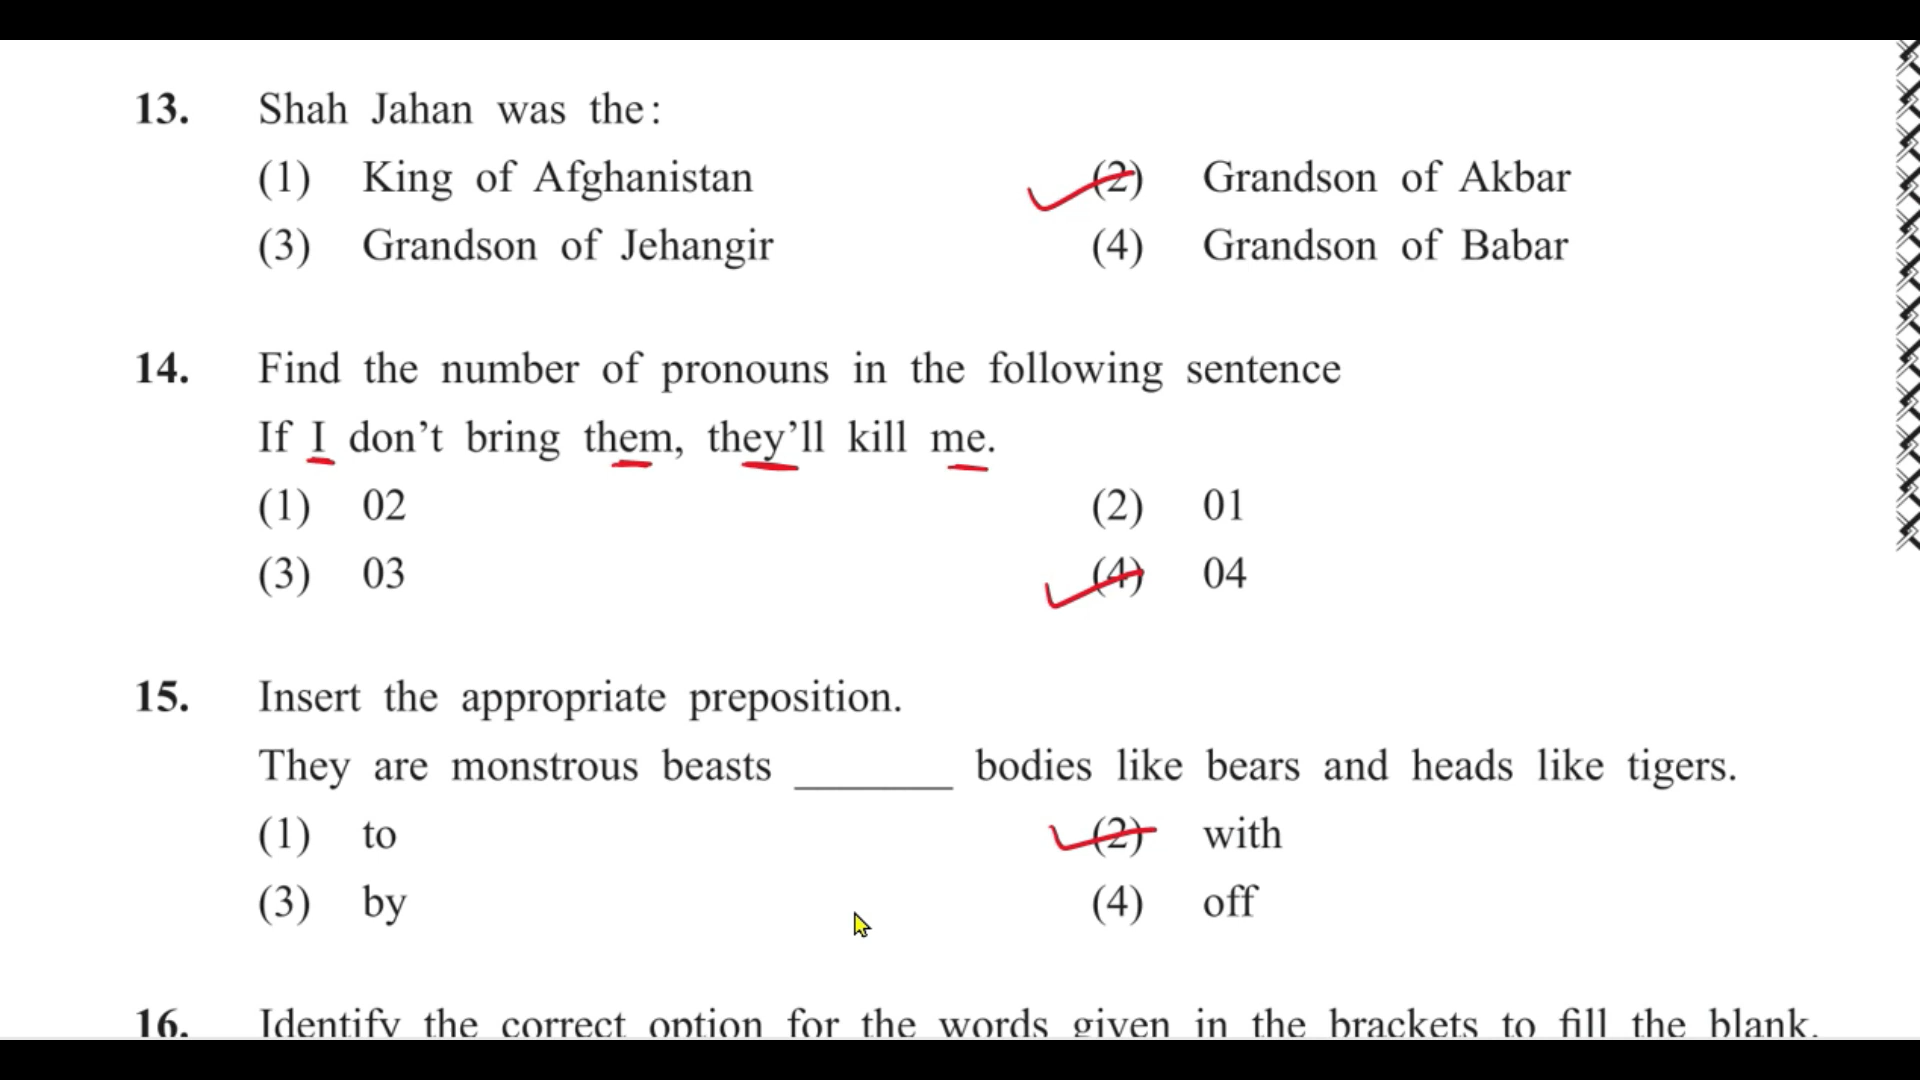 13. Shah Jahan was the:
(1) King of Afghanistan (2) Grandson of Akbar
(3) Grandson of Jehangir (4) Grandson of Babar
14. Find the number of pronouns in the following sentence
If I don’t bring them, they’ll kill me.
(1) 02 (2) 01
(3) 03 (4) 04
15. Insert the appropriate preposition.
They are monstrous beasts ________ bodies like bears and heads like tigers.
(1) to (2) with
(3) by (4) off
16. Identify the correct option for the words given in the brackets to fill the blank.